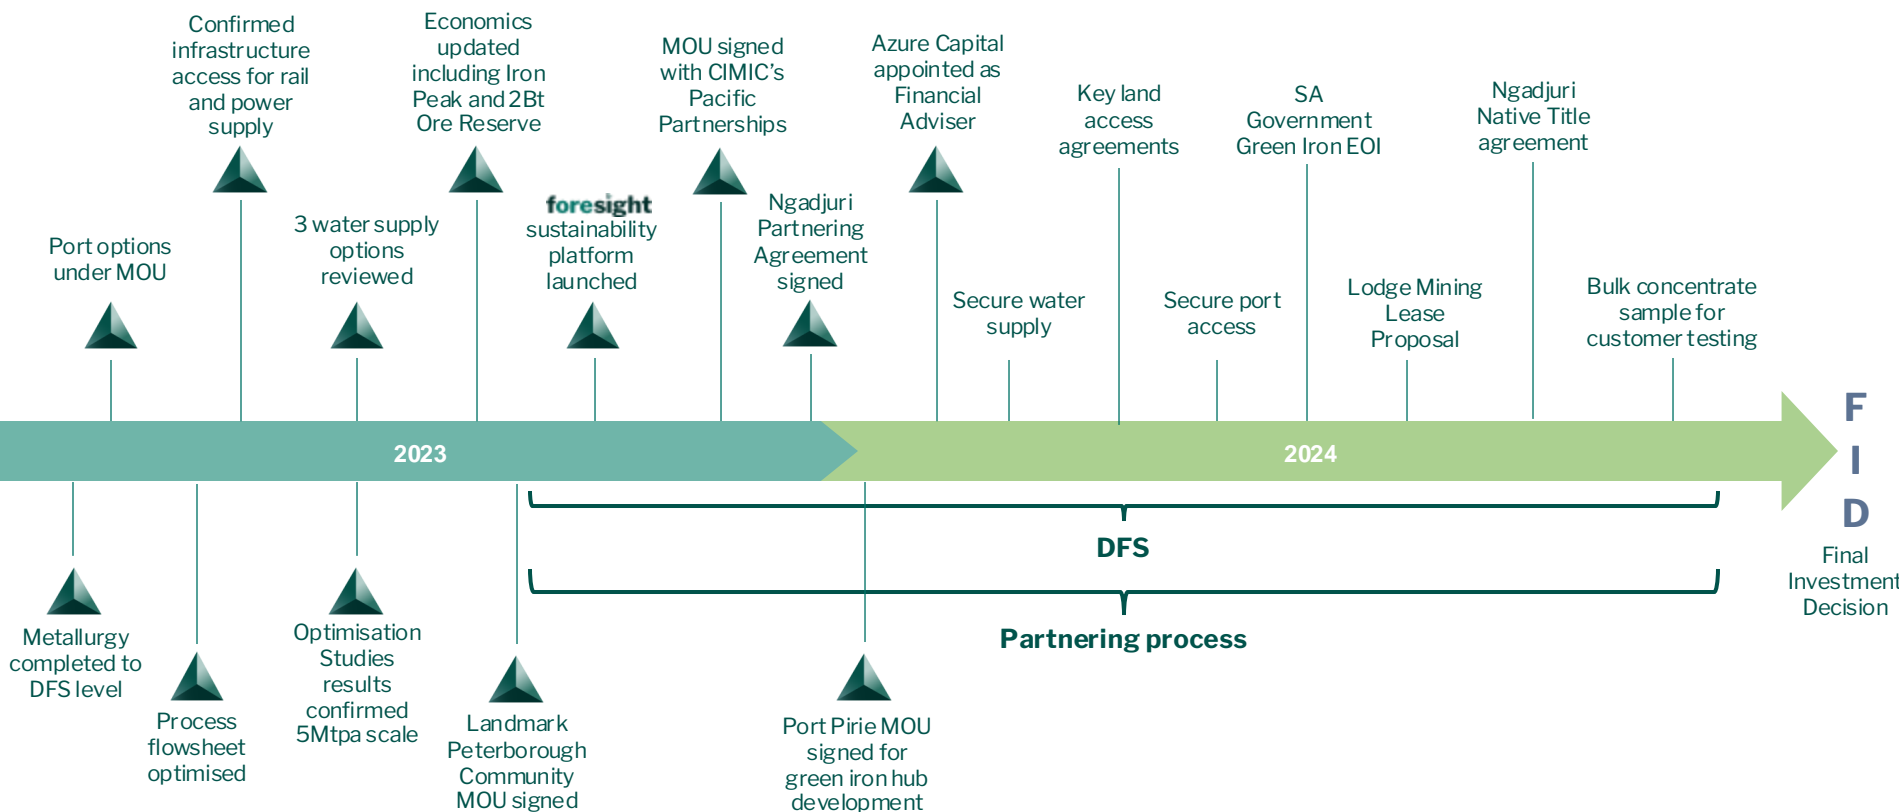 Confirmed
infrastructure
access for rail
and power
supply
Economics
updated
including Iron
Peak and 2Bt
Ore Reserve
MOU signed
with CIMIC’s
Pacific
Partnerships
Azure Capital
appointed as
Financial
Adviser
Key land
access
agreements
SA
Government
Green Iron EOI
Ngadjuri
Native Title
agreement
Port options
under MOU
3 water supply
options
reviewed
foresight
sustainability
platform
launched
Ngadjuri
Partnering
Agreement
signed
Secure water
supply
Secure port
access
Lodge Mining
Lease
Proposal
Bulk concentrate
sample for
customer testing
2023
2024
F
I
D
Final
Investment
Decision
DFS
Partnering process
Metallurgy
completed to
DFS level
Process
flowsheet
optimised
Optimisation
Studies
results
confirmed
5Mtpa scale
Landmark
Peterborough
Community
MOU signed
Port Pirie MOU
signed for
green iron hub
development